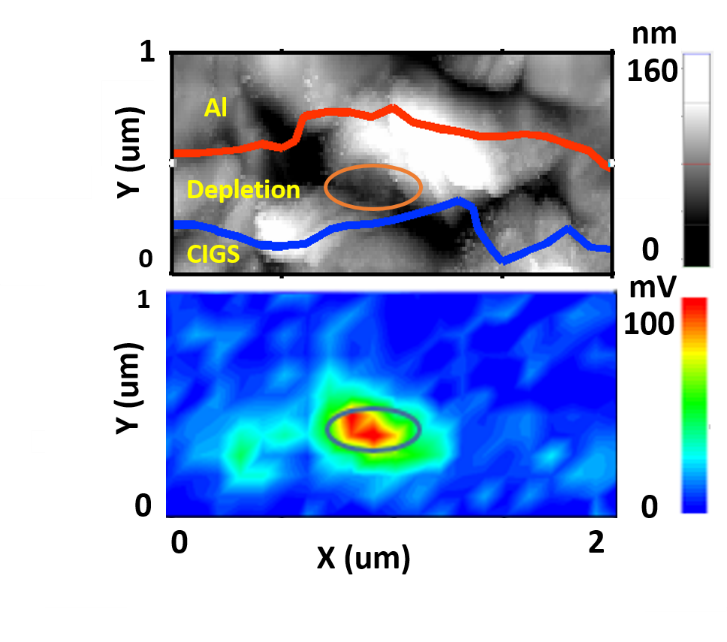 nm
1
160
Al
Y (um)
Depletion
CIGS
0
0
mV
1
100
Y (um)
0
0
0
2
X (um)